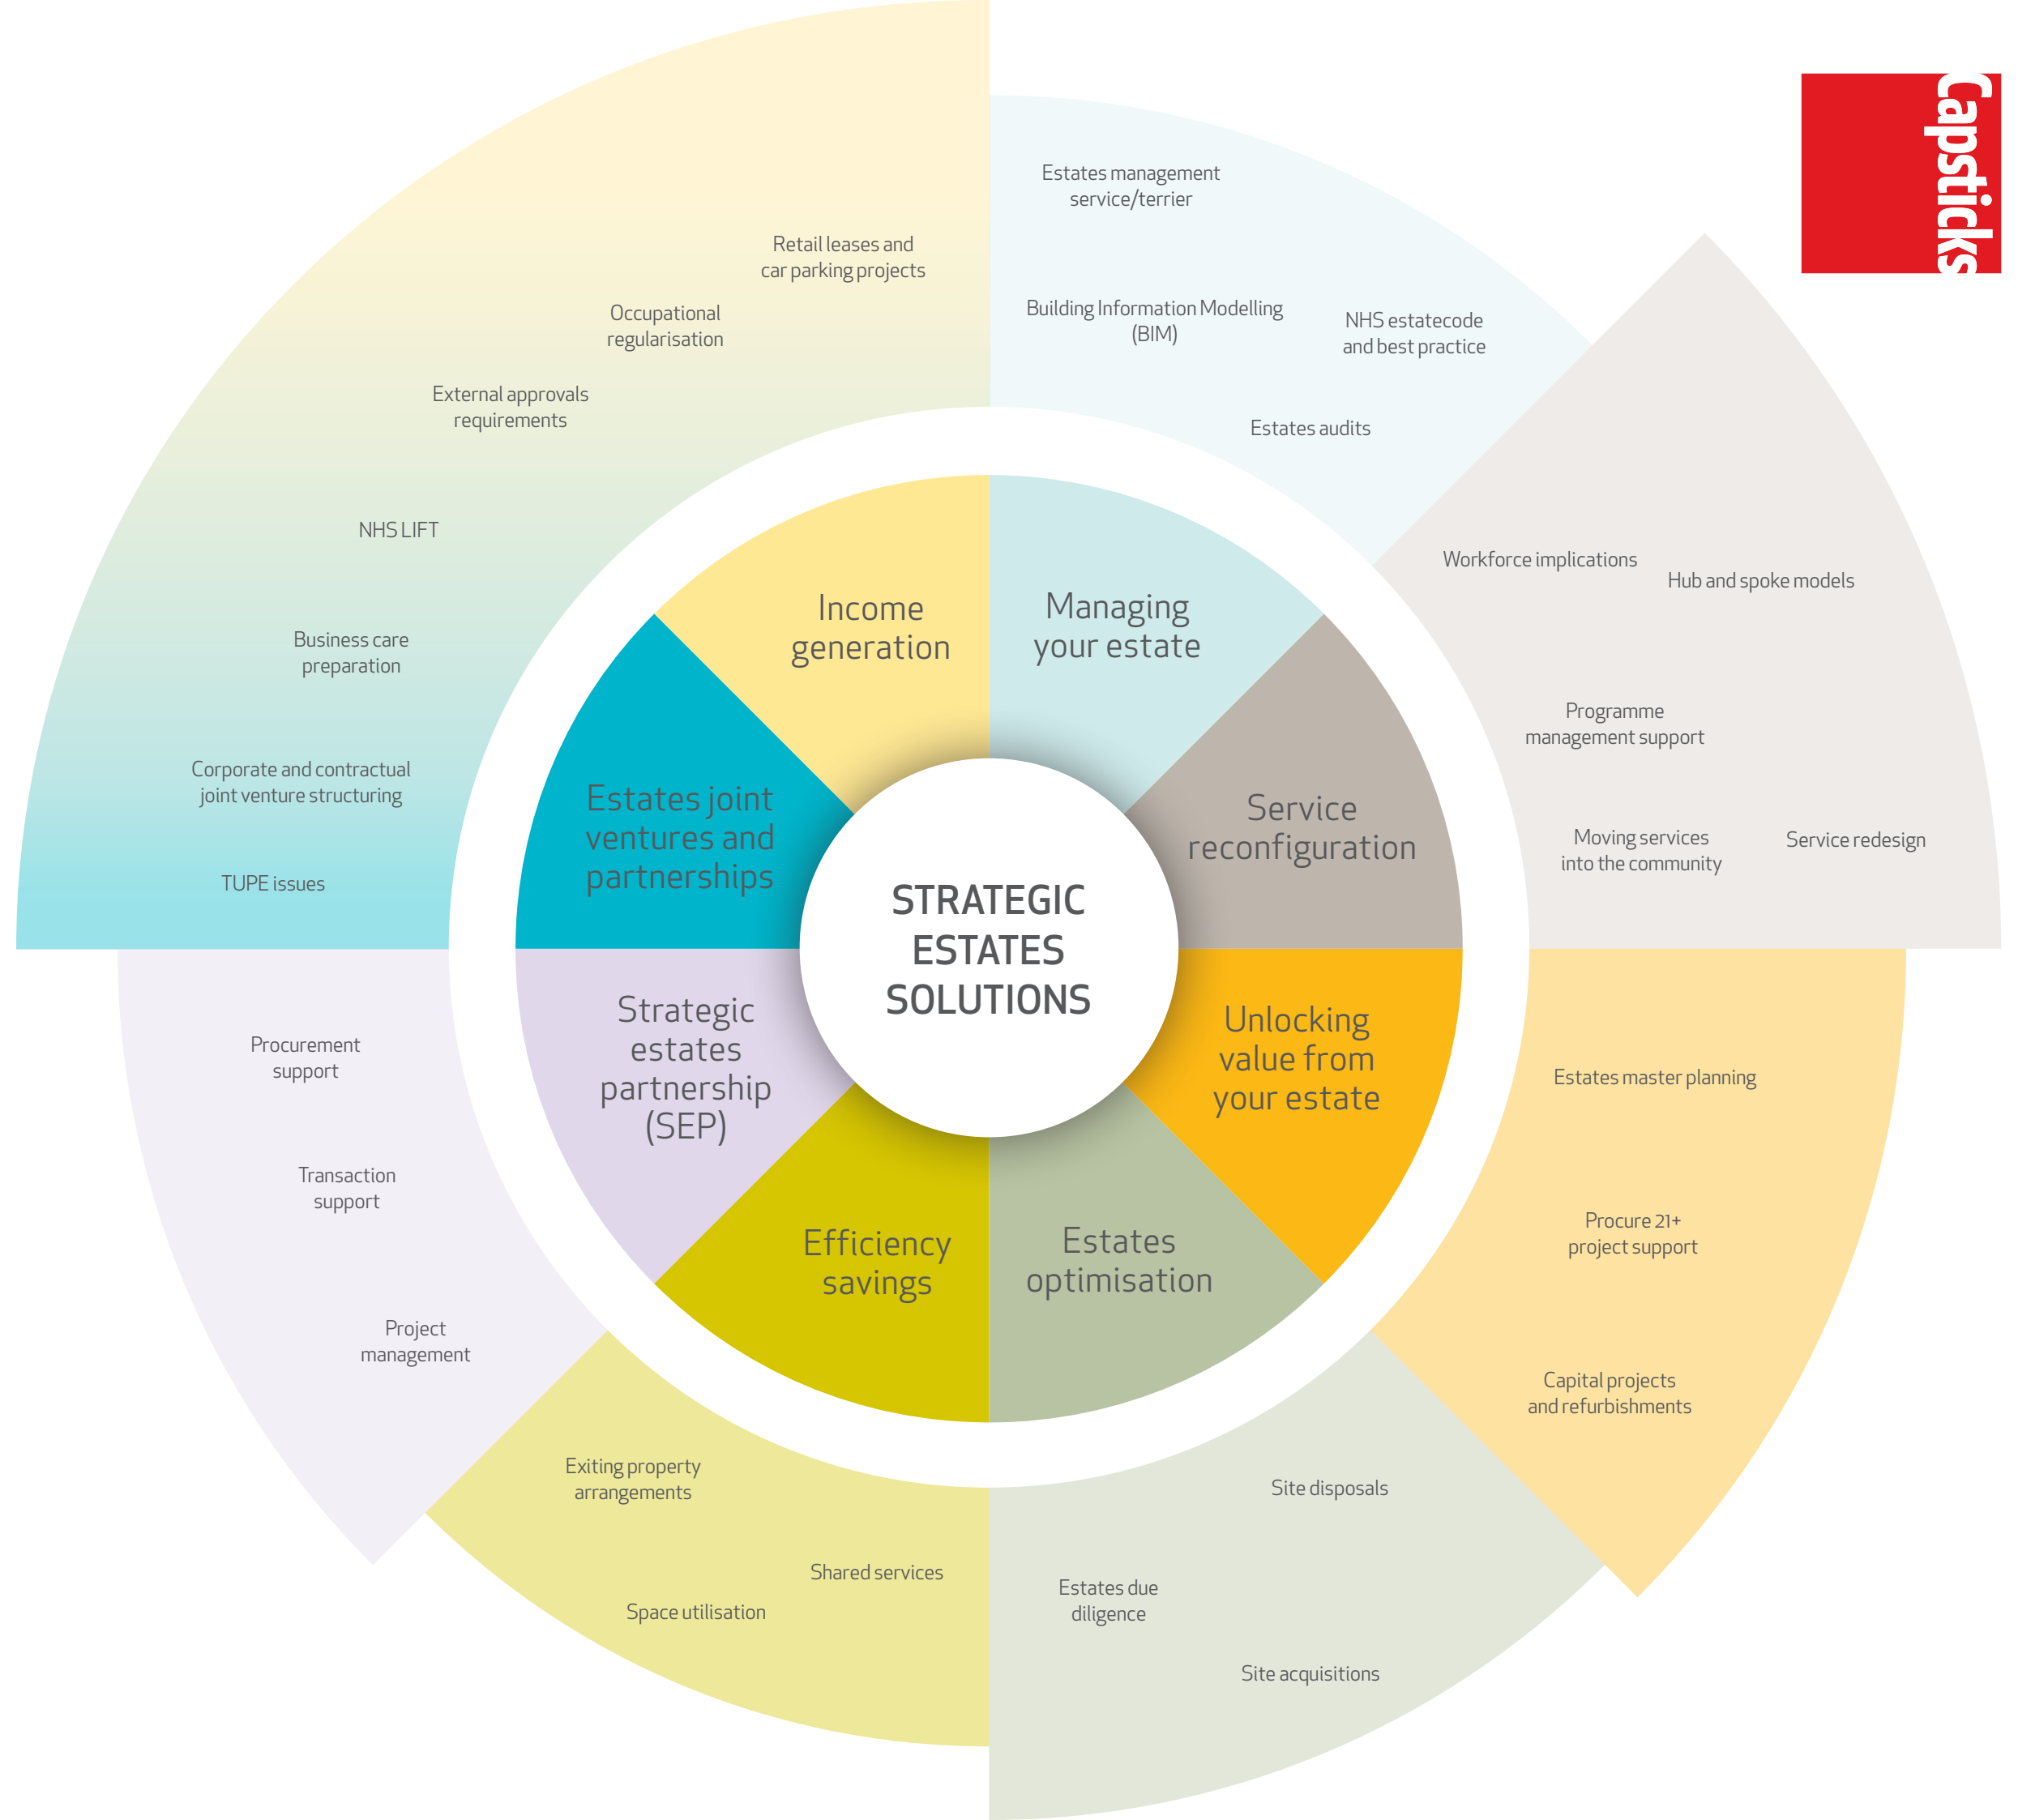 Capsticks
Estates management
service/terrier
Building Information Modelling
(BIM)
NHS estatecode
and best practice
Estates audits
Retail leases and
car parking projects
Occupational
regularisation
External approvals
requirements
NHS LIFT
Business care
preparation
Corporate and contractual
joint venture structuring
TUPE issues
Workforce implications
Hub and spoke models
Programme
management support
Moving services
into the community
Service redesign
Income
generation
Managing
your estate
Estates joint
ventures and
partnerships
Service
reconfiguration
STRATEGIC
ESTATES
SOLUTIONS
Strategic
estates
partnership
(SEP)
Unlocking
value from
your estate
Efficiency
savings
Estates
optimisation
Procurement
support
Transaction
support
Project
management
Estates master planning
Procure 21+
project support
Capital projects
and refurbishments
Exiting property
arrangements
Shared services
Space utilisation
Site disposals
Estates due
diligence
Site acquisitions